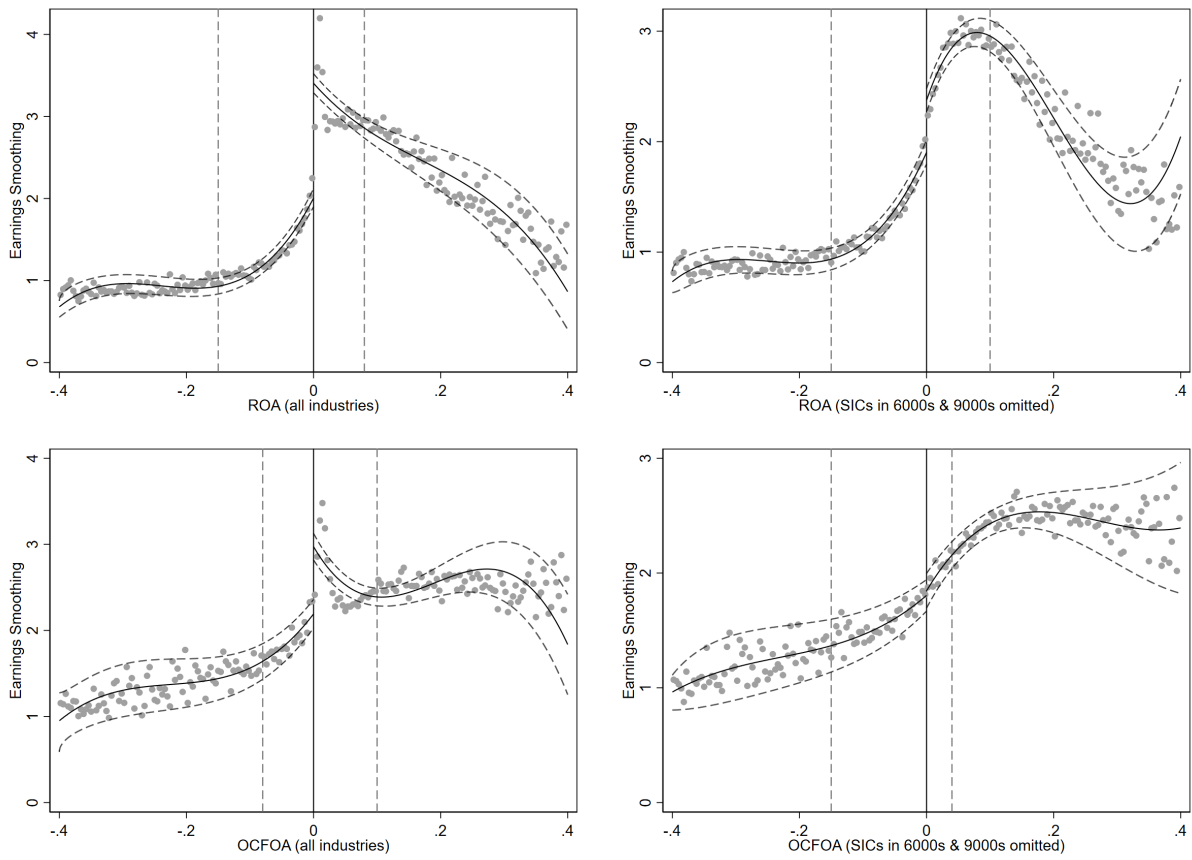 Earnings Smoothing
4
3
2
1
0
-.4 -.2 0 .2 .4
ROA (all industries)
Earnings Smoothing
3
2
1
0
-.4 -.2 0 .2 .4
ROA (SICs in 6000s & 9000s omitted)
Earnings Smoothing
4
3
2
1
0
-.4 -.2 0 .2 .4
OCFOA (all industries)
Earnings Smoothing
3
2
1
0
-.4 -.2 0 .2 .4
OCFOA (SICs in 6000s & 9000s omitted)